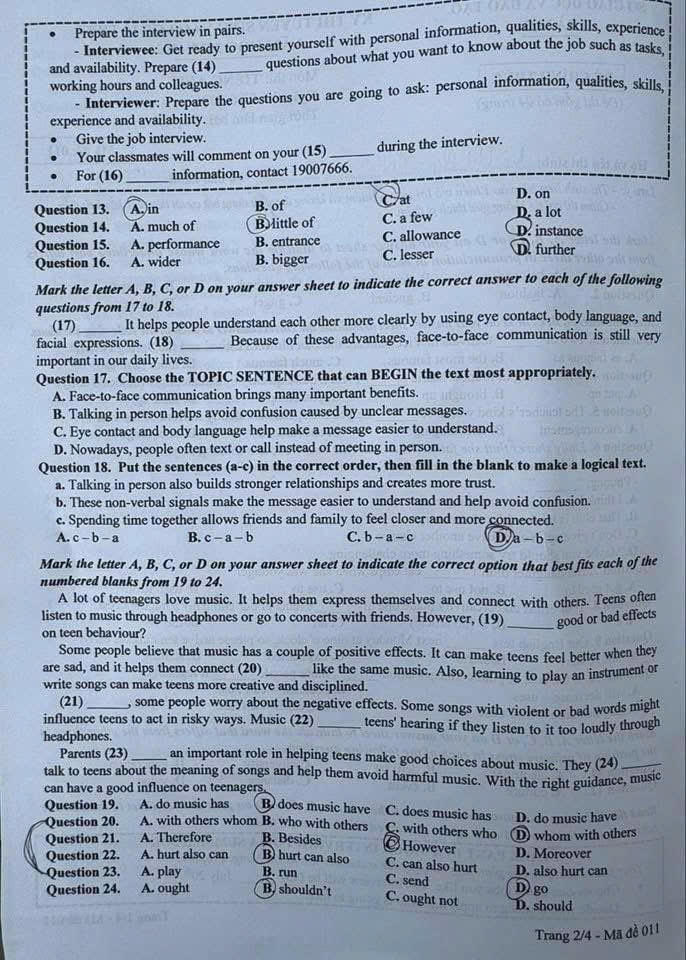 • Prepare the interview in pairs.
- Interviewee: Get ready to present yourself with personal information, qualities, skills, experience
and availability. Prepare (14) _______ questions about what you want to know about the job such as tasks,
working hours and colleagues.
- Interviewer: Prepare the questions you are going to ask: personal information, qualities, skills,
experience and availability.
• Give the job interview.
• Your classmates will comment on your (15) _______ during the interview.
• For (16) _______ information, contact 19007666.
Question 13. A. in B. of C. at D. on
Question 14. A. much of B. little of C. a few D. a lot
Question 15. A. performance B. entrance C. allowance D. instance
Question 16. A. wider B. bigger C. lesser D. further
Mark the letter A, B, C, or D on your answer sheet to indicate the correct answer to each of the following
questions from 17 to 18.
(17) _______ It helps people understand each other more clearly by using eye contact, body language, and
facial expressions. (18) _______ Because of these advantages, face-to-face communication is still very
important in our daily lives.
Question 17. Choose the TOPIC SENTENCE that can BEGIN the text most appropriately.
A. Face-to-face communication brings many important benefits.
B. Talking in person helps avoid confusion caused by unclear messages.
C. Eye contact and body language help make a message easier to understand.
D. Nowadays, people often text or call instead of meeting in person.
Question 18. Put the sentences (a-c) in the correct order, then fill in the blank to make a logical text.
a. Talking in person also builds stronger relationships and creates more trust.
b. These non-verbal signals make the message easier to understand and help avoid confusion.
c. Spending time together allows friends and family to feel closer and more connected.
A. c – b – a B. c – a – b C. b – a – c D. a – b – c
Mark the letter A, B, C, or D on your answer sheet to indicate the correct option that best fits each of the
numbered blanks from 19 to 24.
A lot of teenagers love music. It helps them express themselves and connect with others. Teens often
listen to music through headphones or go to concerts with friends. However, (19) _______ good or bad effects
on teen behaviour?
Some people believe that music has a couple of positive effects. It can make teens feel better when they
are sad, and it helps them connect (20) _______ like the same music. Also, learning to play an instrument or
write songs can make teens more creative and disciplined.
(21) _______, some people worry about the negative effects. Some songs with violent or bad words might
influence teens to act in risky ways. Music (22) _______ teens' hearing if they listen to it too loudly through
headphones.
Parents (23) _______ an important role in helping teens make good choices about music. They (24) _______
talk to teens about the meaning of songs and help them avoid harmful music. With the right guidance, music
can have a good influence on teenagers.
Question 19. A. do music has B. does music have C. does music has D. do music have
Question 20. A. with others whom B. who with others C. with others who D. whom with others
Question 21. A. Therefore B. Besides C. However D. Moreover
Question 22. A. hurt also can B. hurt can also C. can also hurt D. also hurt can
Question 23. A. play B. run C. send D. go
Question 24. A. ought B. shouldn't C. ought not D. should
Trang 2/4 - Mã đề 011